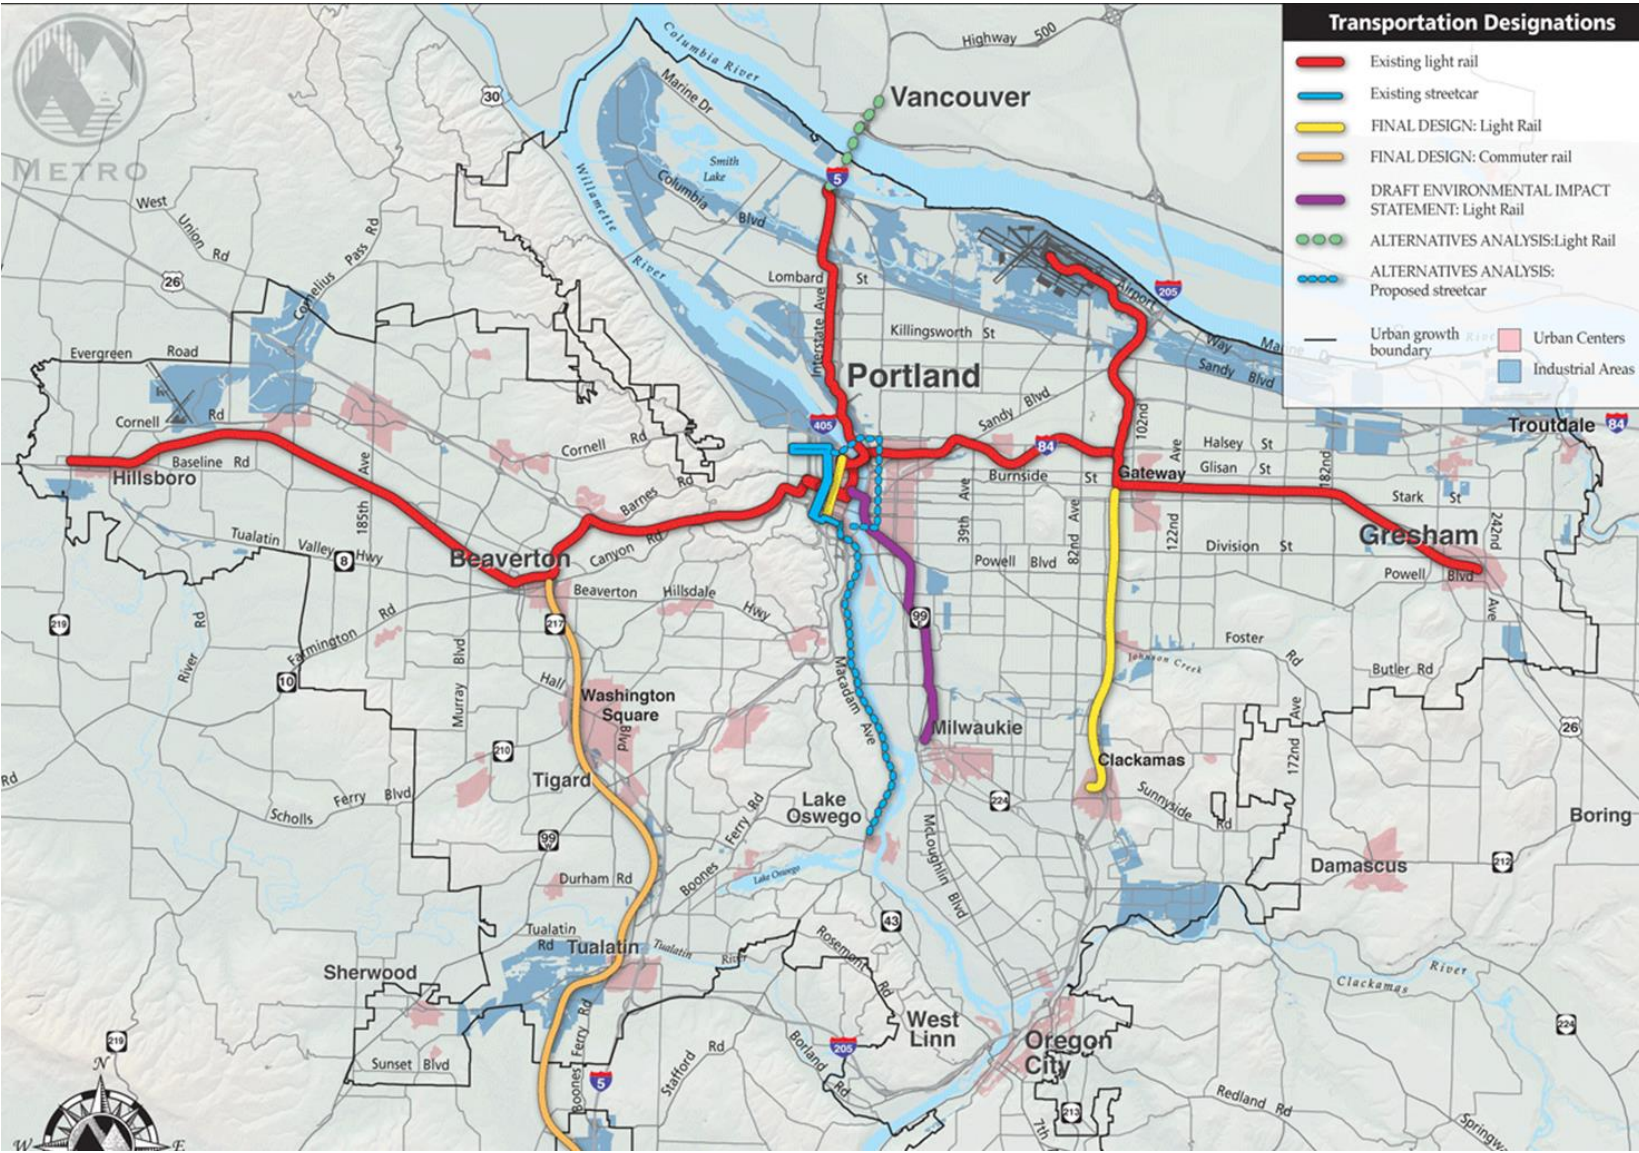 Transportation Designations
Existing light rail
Existing streetcar
FINAL DESIGN: Light Rail
FINAL DESIGN: Commuter rail
DRAFT ENVIRONMENTAL IMPACT
STATEMENT: Light Rail
ALTERNATIVES ANALYSIS:Light Rail
ALTERNATIVES ANALYSIS:
Proposed streetcar
Urban growth
boundary
Urban Centers
Industrial Areas
METRO
Highway 500
Columbia River
Vancouver
30
Marine Dr
Smith
Lake
Columbia Blvd
Willamette River
5
West Union Rd
Cornelius Pass Rd
26
Lombard St
Interstate Ave
Airport Way
205
Killingsworth St
Marine
Sandy Blvd
Evergreen Road
Portland
Sandy Blvd
102nd Ave
Cornell Rd
405
84
Halsey St
Troutdale
84
Cornell Rd
Baseline Rd
Hillsboro
185th Ave
Barnes Rd
Burnside St
Gateway
Glisan St
182nd
Stark St
39th Ave
82nd Ave
122nd
242nd Ave
Tualatin Valley Hwy
8
Beaverton
Canyon Rd
Powell Blvd
Division St
Gresham
Powell Blvd
Beaverton Hillsdale Hwy
219
River Rd
Farmington Rd
217
99
Foster Rd
Johnson Creek
Butler Rd
10
Murray Blvd
Hall Blvd
Washington
Square
Macadam Ave
Milwaukie
172nd Ave
26
210
Clackamas
Tigard
Rd
Scholls Ferry Blvd
Lake
Oswego
224
Sunnyside Rd
Boring
99
W
Boones Ferry Rd
McLoughlin Blvd
Damascus
212
Durham Rd
Lake Oswego
43
Tualatin
Rd
Tualatin
Tualatin River
Rosemont Rd
Sherwood
Clackamas River
219
West
Linn
Oregon
City
224
Sunset Blvd
Boones Ferry Rd
5
Stafford Rd
Borland Rd
205
213
7th
Redland Rd
N
W
E